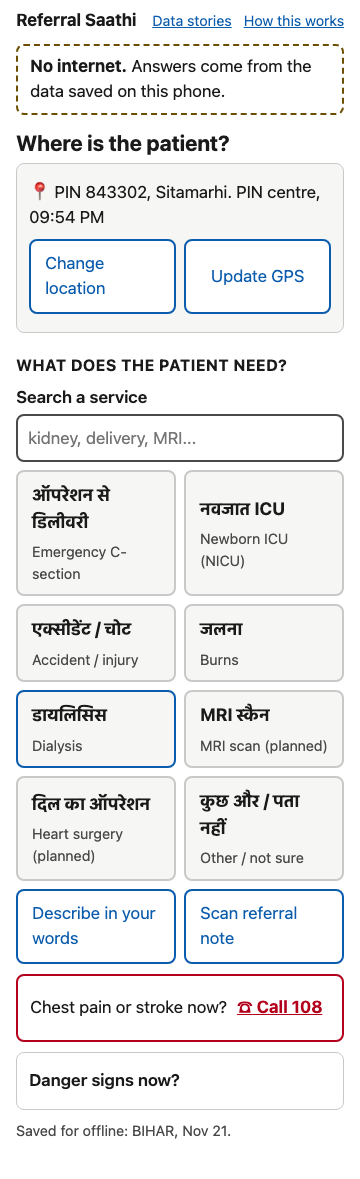 Referral Saathi Data stories How this works
No internet. Answers come from the
data saved on this phone.
Where is the patient?
📍 PIN 843302, Sitamarhi. PIN centre,
09:54 PM
Change
location
Update GPS
WHAT DOES THE PATIENT NEED?
Search a service
kidney, delivery, MRI...
ऑपरेशन से
डिलीवरी
Emergency C-
section
नवजात ICU
Newborn ICU
(NICU)
एक्सीडेंट / चोट
Accident / injury
जलना
Burns
डायलिसिस
Dialysis
MRI स्कैन
MRI scan (planned)
दिल का ऑपरेशन
Heart surgery
(planned)
कुछ और / पता
नहीं
Other / not sure
Describe in your
words
Scan referral
note
Chest pain or stroke now? ☎ Call 108
Danger signs now?
Saved for offline: BIHAR, Nov 21.